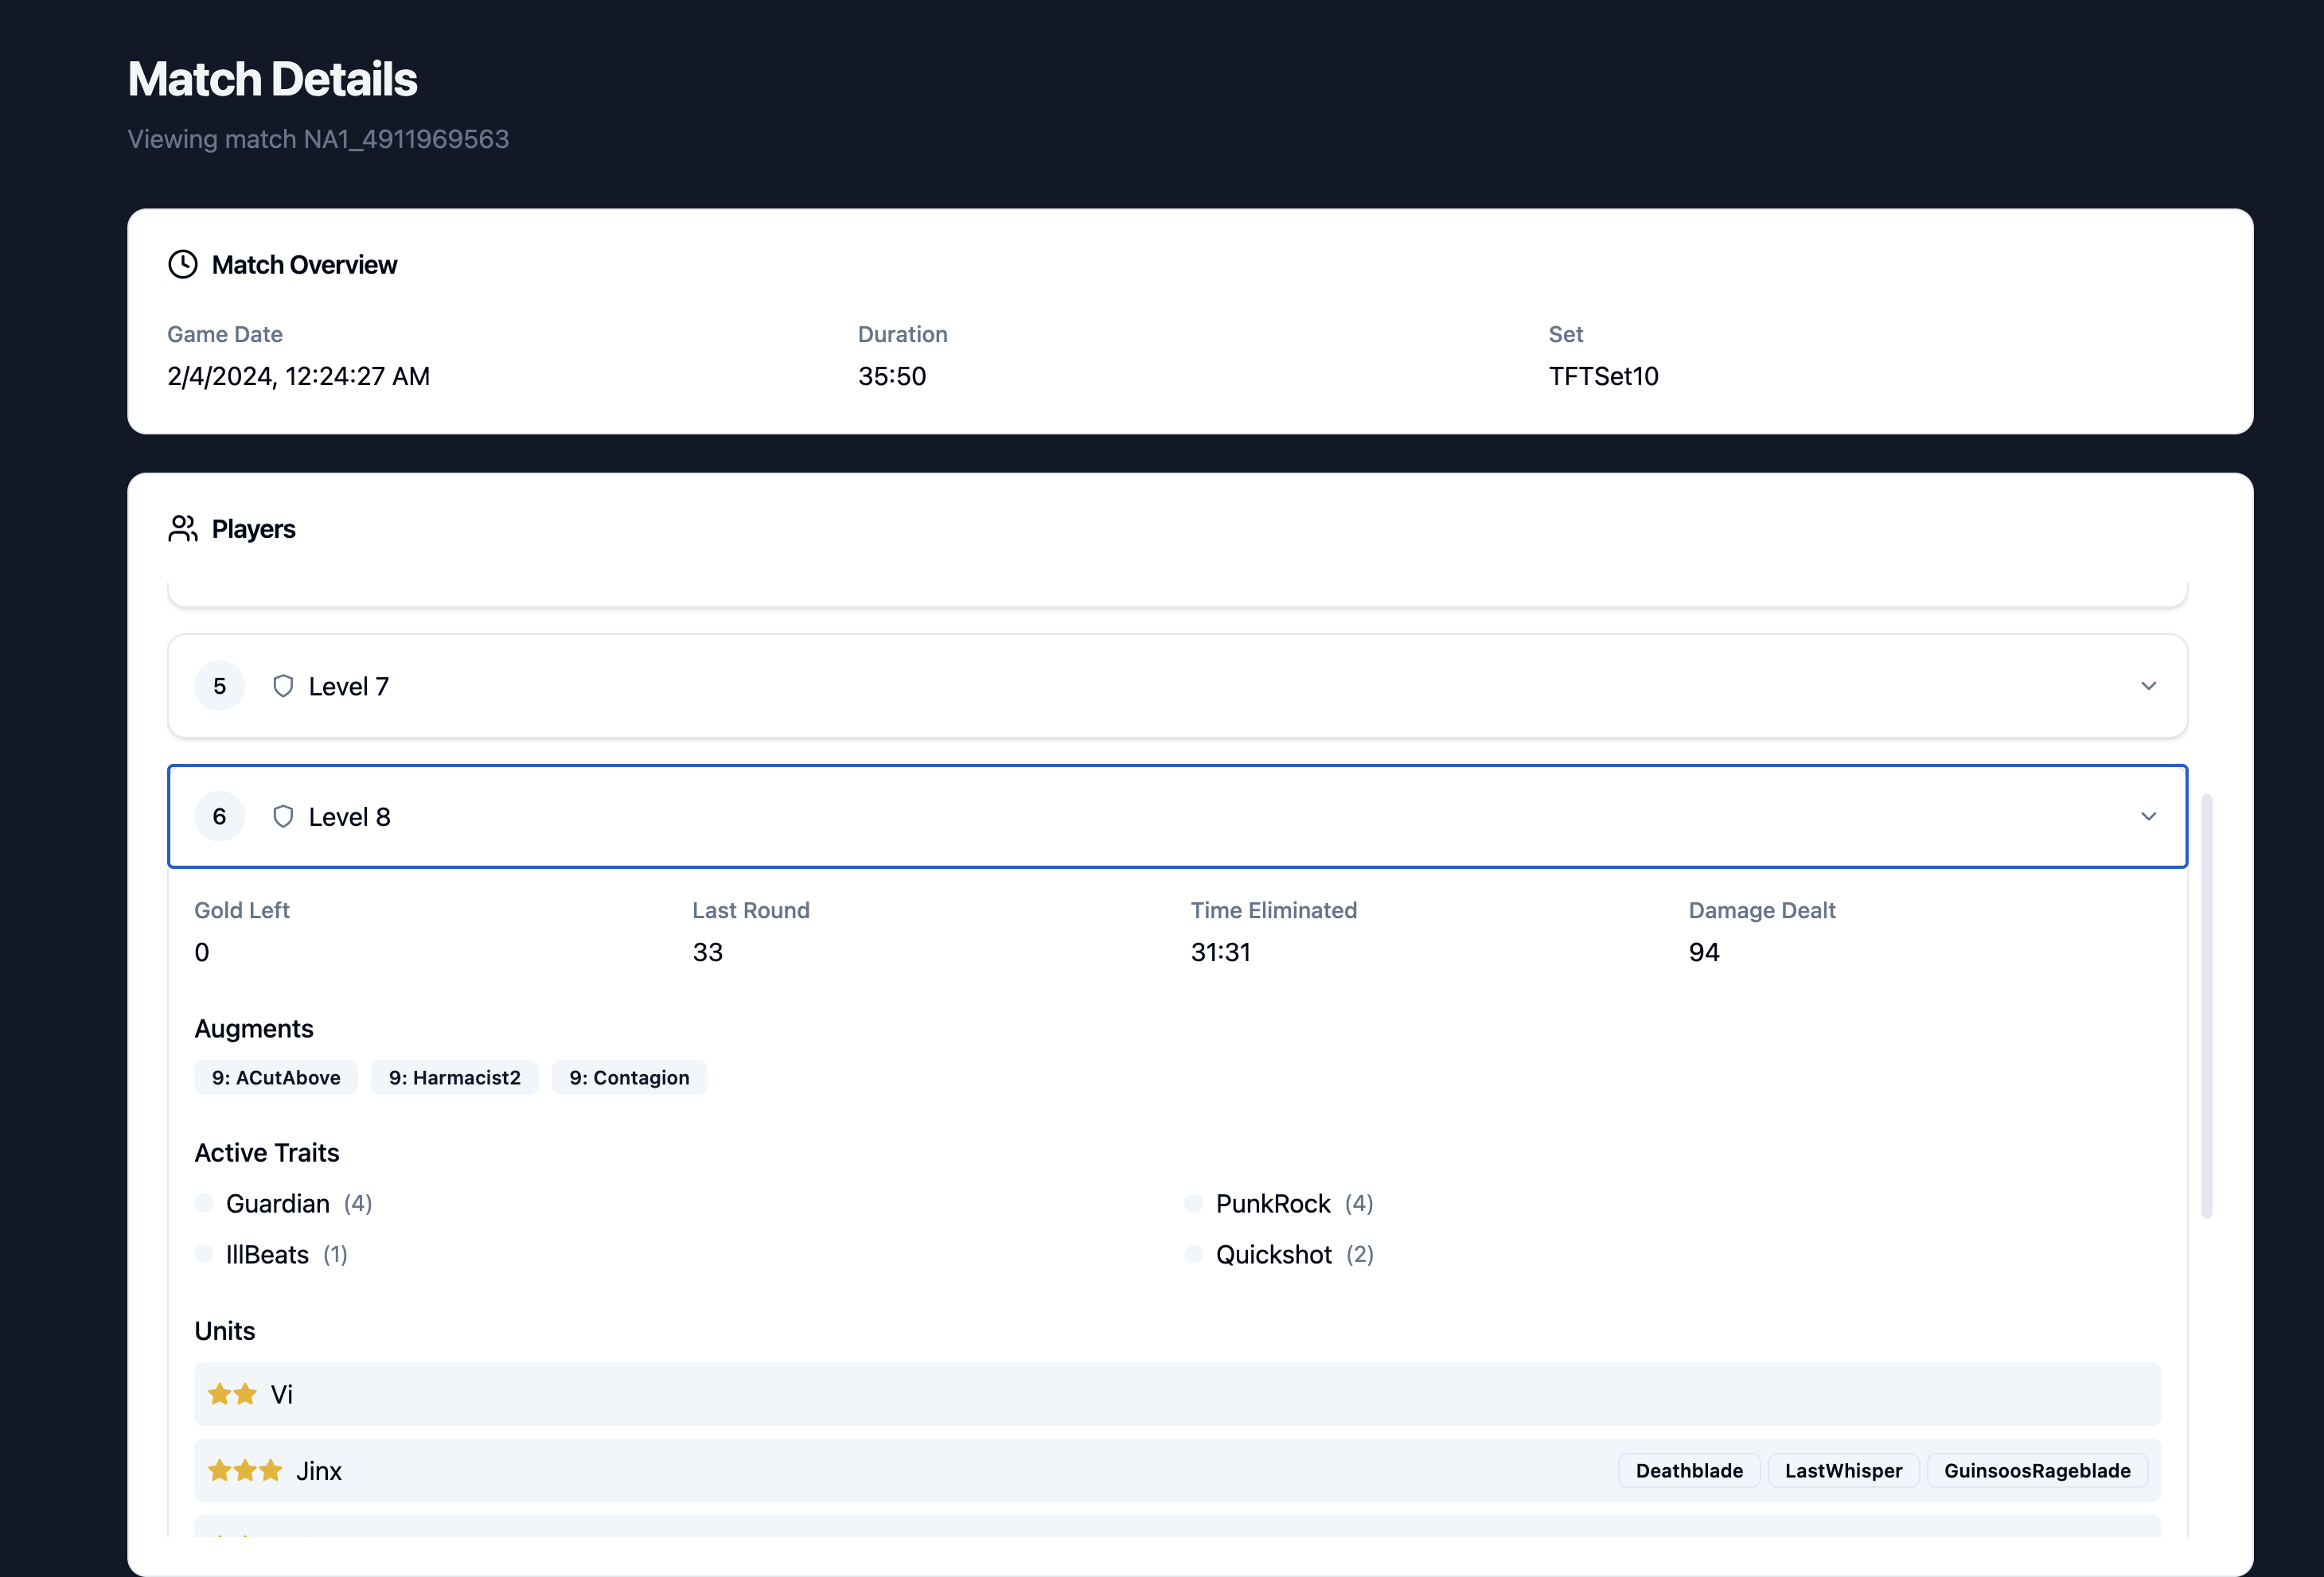 Match Details
Viewing match NA1_4911969563
Match Overview
Game Date
Duration
Set
2/4/2024, 12:24:27 AM
35:50
TFTSet10
Players
5 Level 7
6 Level 8
Gold Left
Last Round
Time Eliminated
Damage Dealt
0
33
31:31
94
Augments
9: ACutAbove
9: Harmacist2
9: Contagion
Active Traits
Guardian (4)
PunkRock (4)
IllBeats (1)
Quickshot (2)
Units
Vi
Jinx
Deathblade
LastWhisper
GuinsoosRageblade